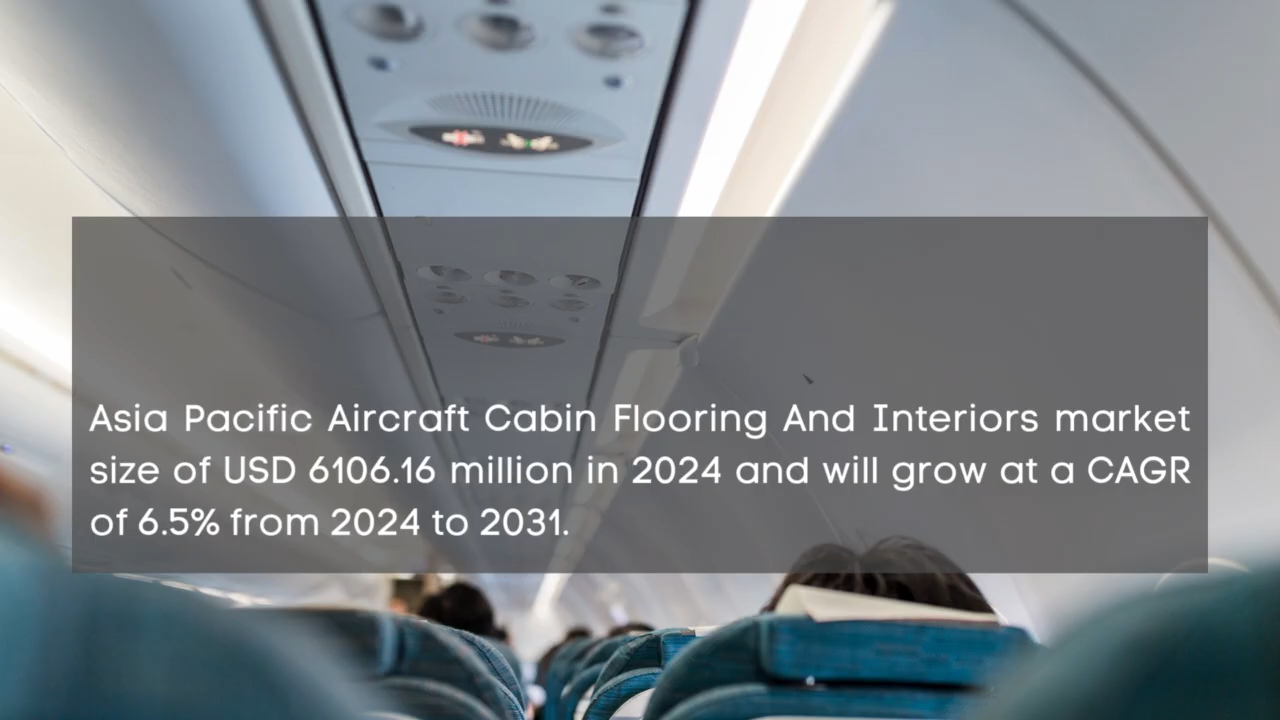 Asia Pacific Aircraft Cabin Flooring And Interiors market
size of USD 6106.16 million in 2024 and will grow at a CAGR
of 6.5% from 2024 to 2031.